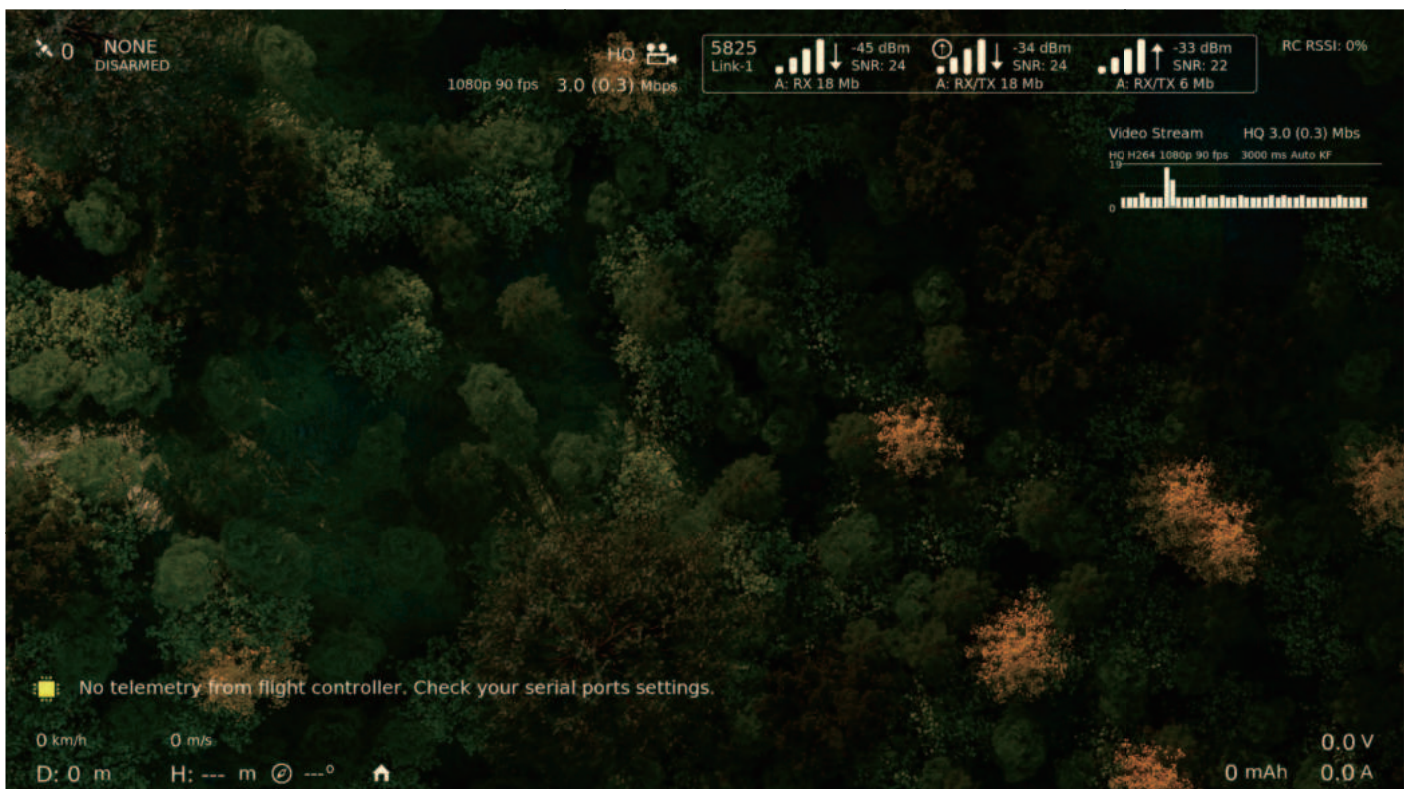 0 NONE
DISARMED
HQ
1080p 90 fps 3.0 (0.3) Mbps
5825 -45 dBm -34 dBm -33 dBm
Link-1 SNR: 24 SNR: 24 SNR: 22
A: RX 18 Mb A: RX/TX 18 Mb A: RX/TX 6 Mb
RC RSSI: 0%
Video Stream HQ 3.0 (0.3) Mbs
HQ H264 1080p 90 fps 3000 ms Auto KF
19
0
No telemetry from flight controller. Check your serial ports settings.
0 km/h 0 m/s
D: 0 m H: --- m ---°
0.0 V
0 mAh 0.0 A